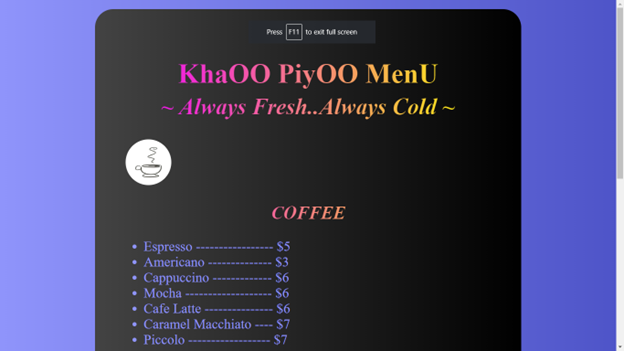 Press F11 to exit full screen
KhaOO PiyOO MenU
~ Always Fresh..Always Cold ~
COFFEE
• Espresso ----------------- $5
• Americano -------------- $3
• Cappuccino ------------- $6
• Mocha ------------------- $6
• Cafe Latte --------------- $6
• Caramel Macchiato ---- $7
• Piccolo ------------------ $7